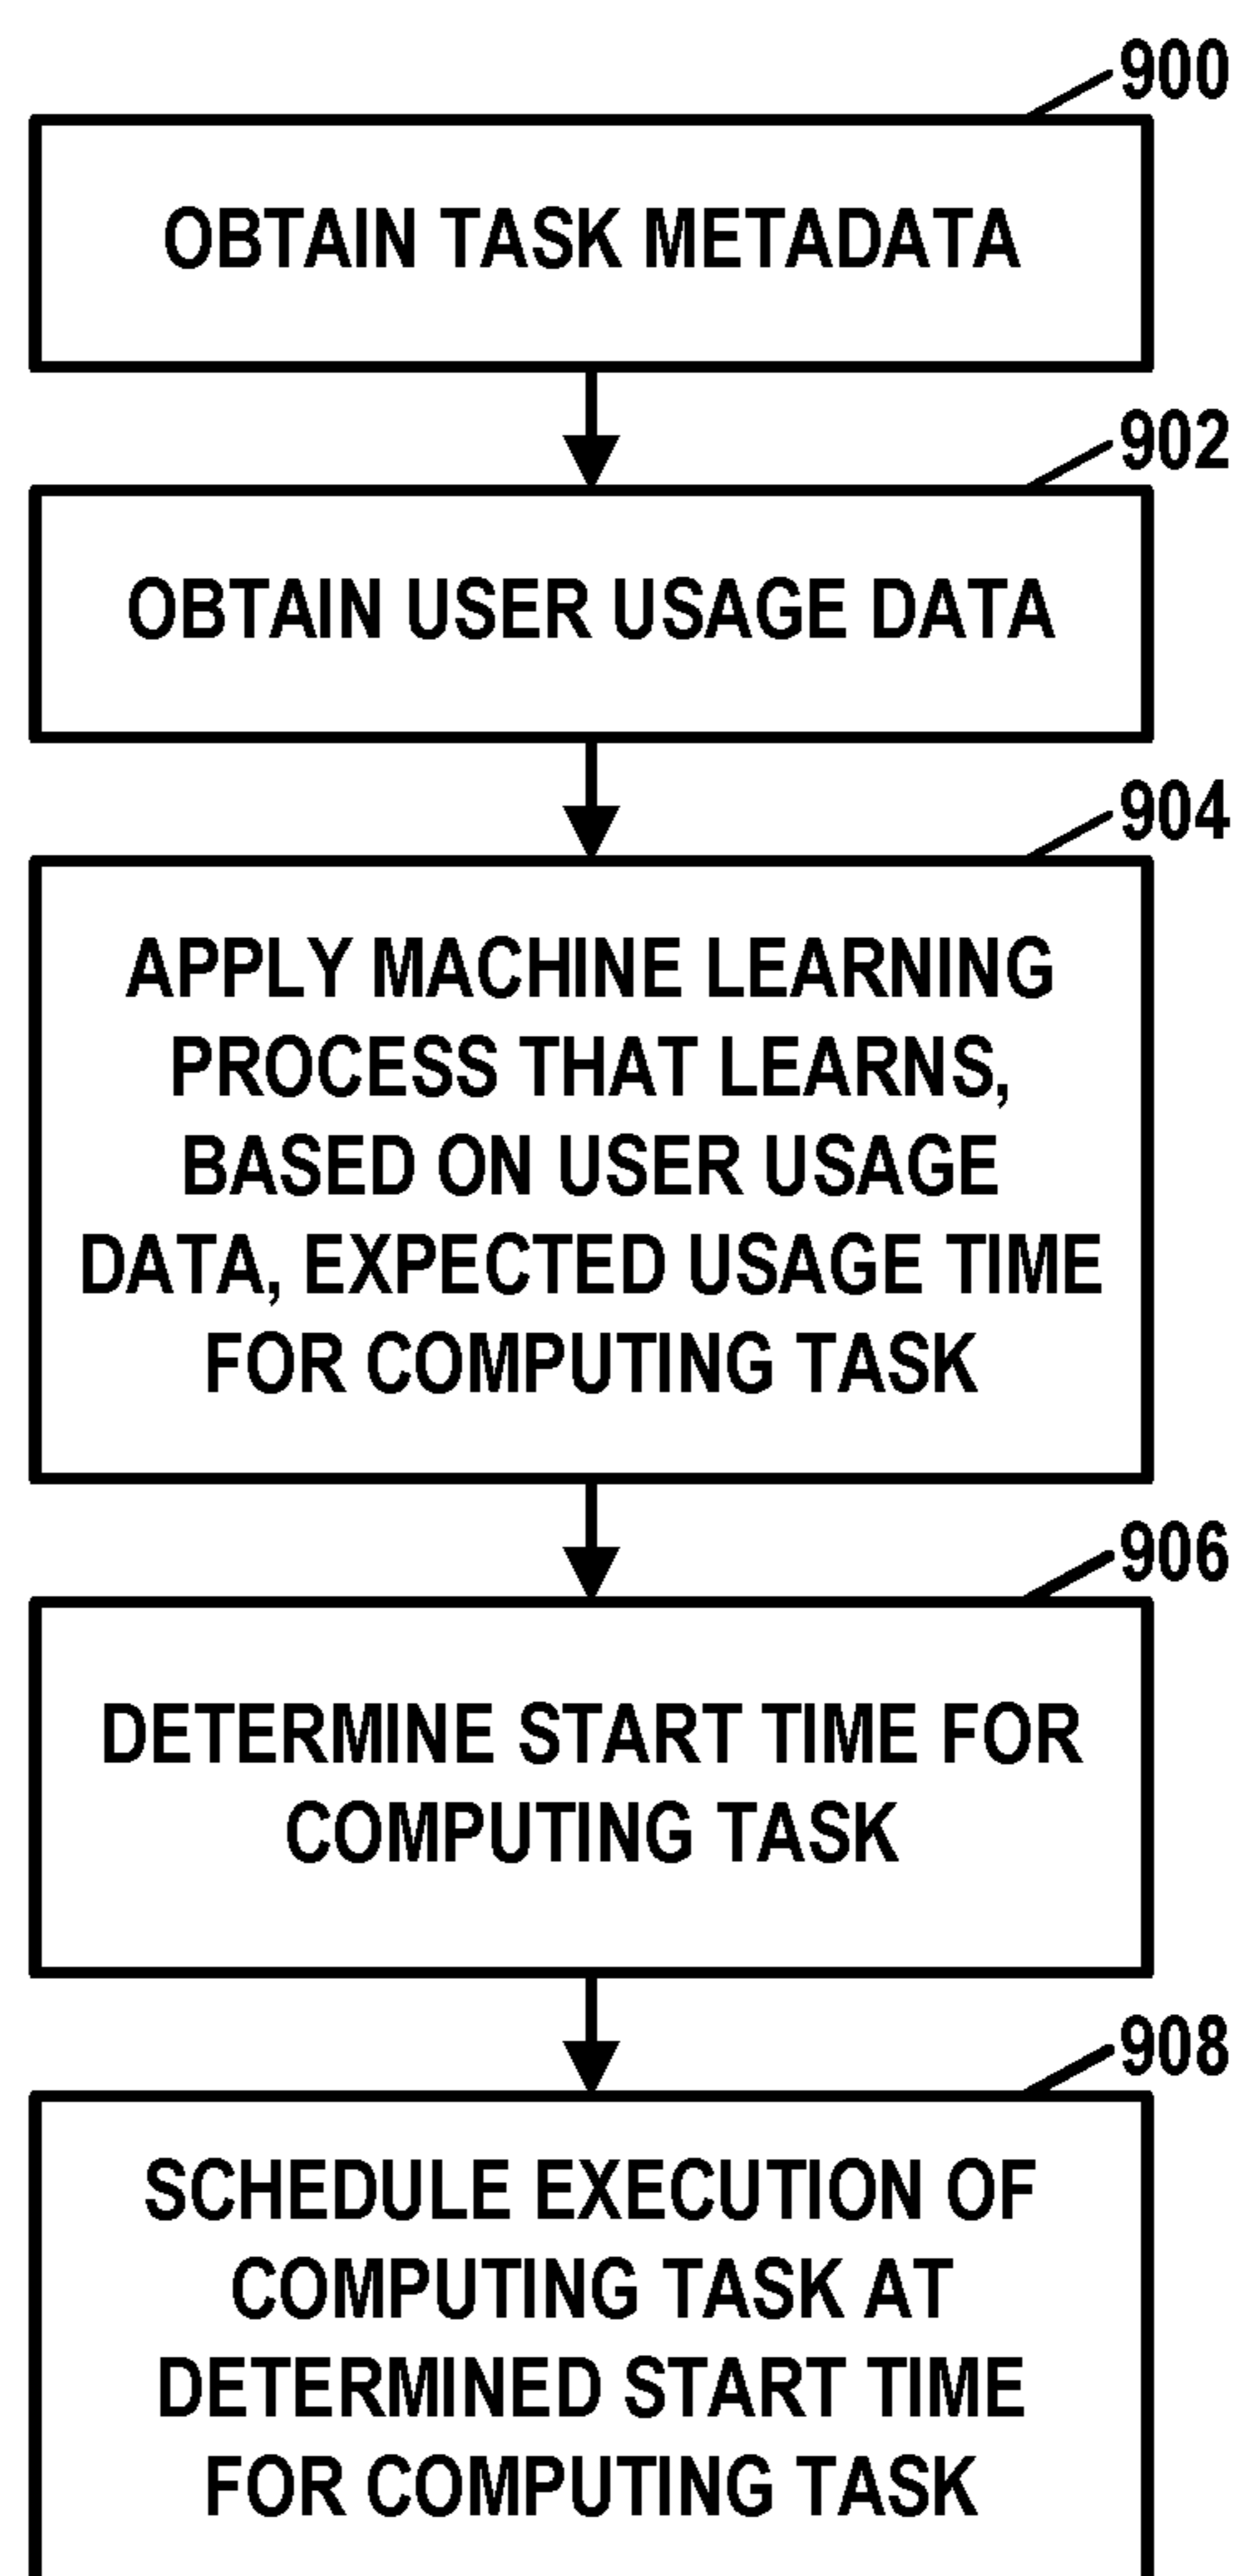 900
OBTAIN TASK METADATA
902
OBTAIN USER USAGE DATA
904
APPLY MACHINE LEARNING
PROCESS THAT LEARNS,
BASED ON USER USAGE
DATA, EXPECTED USAGE TIME
FOR COMPUTING TASK
906
DETERMINE START TIME FOR
COMPUTING TASK
908
SCHEDULE EXECUTION OF
COMPUTING TASK AT
DETERMINED START TIME
FOR COMPUTING TASK